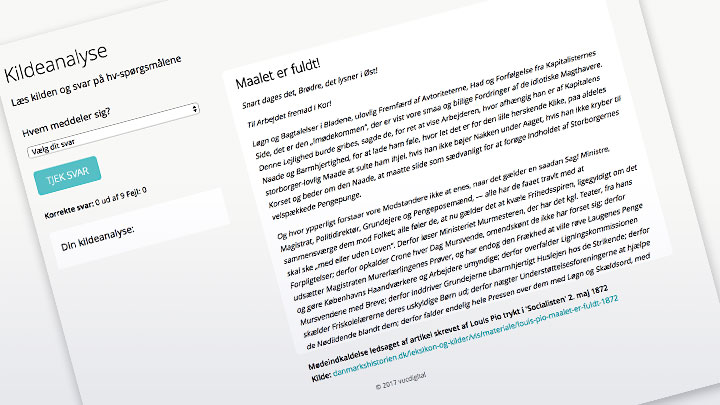 Kildeanalyse
Læs kilden og svar på hv-spørgsmålene
Hvem meddeler sig?
Vælg dit svar
TJEK SVAR
Korrekte svar: 0 ud af 9 Fejl: 0
Din kildeanalyse:
Maalet er fuldt!
Snart dages det, Brødre, det lysner i Øst!
Til Arbejdet fremad i Kor!
Løgn og Bagtalelser i Bladene, ulovlig Fremfærd af Avtoriteterne, Had og Forfølgelse fra Kapitalisternes
Side, det er den „Imødekommen”, der er vist vore smaa og billige Fordringer af de idiotiske Magthavere.
Denne Lejlighed burde gribes, sagde de, for ret at vise Arbejderen, hvor afhængig han er af Kapitalens
Naade og Barmhjertighed, for at lade ham føle, hvor let det er for den lille herskende Klike, paa aldeles
storborger-lovlig Maade at sulte ham ihjel, hvis han ikke bøjer Nakken under Aaget, hvis han ikke kryber til
Korset og beder om den Naade, at maatte slide som sædvanligt for at forøge Indholdet af Storborgernes
velspækkede Pengepunge.
Og hvor ypperligt forstaar vore Modstandere ikke at enes, naar det gælder en saadan Sag! Ministre,
Magistrat, Politidirektør, Grundejere og Pengeposemænd, --- alle har de faaet travlt med at
sammensværge dem mod Folket; alle føler de, at nu gælder det at kvæle Frihedsspiren, ligegyldigt om det
skal ske „med eller uden Loven”. Derfor løser Ministeriet Murmesteren, der har det kgl. Teater, fra hans
Forpligtelser; derfor opkalder Crone hver Dag Mursvende, omendskønt de ikke har forset sig; derfor
udsætter Magistraten Murerlærlingenes Prøver, og har endog den Frækhed at ville røve Laugenes Penge
og gøre Københavns Haandværkere og Arbejdere umyndige; derfor overfalder Ligningskommissionen
Mursvendene med Breve; derfor inddriver Grundejerne ubarmhjertigt Huslejen hos de Strikende; derfor
skælder Friskolelærerne deres uskyldige Børn ud; derfor nægter Understøttelsesforeningerne at hjælpe
de Nødlidende blandt dem; derfor falder endelig hele Pressen over dem med Løgn og Skældsord, med
Mødeindkaldelse ledsaget af artikel skrevet af Louis Pio trykt i 'Socialisten' 2. maj 1872
Kilde: danmarkshistorien.dk/leksikon-og-kilder/vis/materiale/louis-pio-maalet-er-fuldt-1872
© 2017 vucdigital